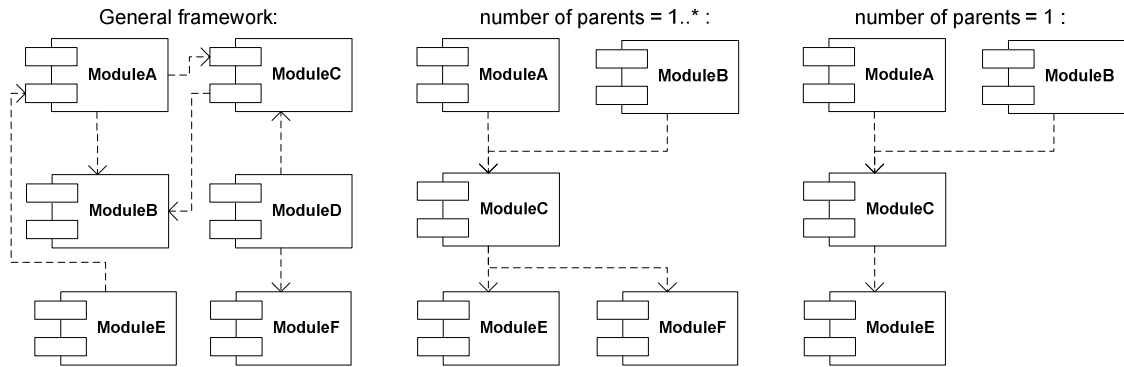 General framework:
ModuleA
ModuleC
ModuleB
ModuleD
ModuleE
ModuleF
number of parents = 1..* :
ModuleA
ModuleB
ModuleC
ModuleE
ModuleF
number of parents = 1 :
ModuleA
ModuleB
ModuleC
ModuleE